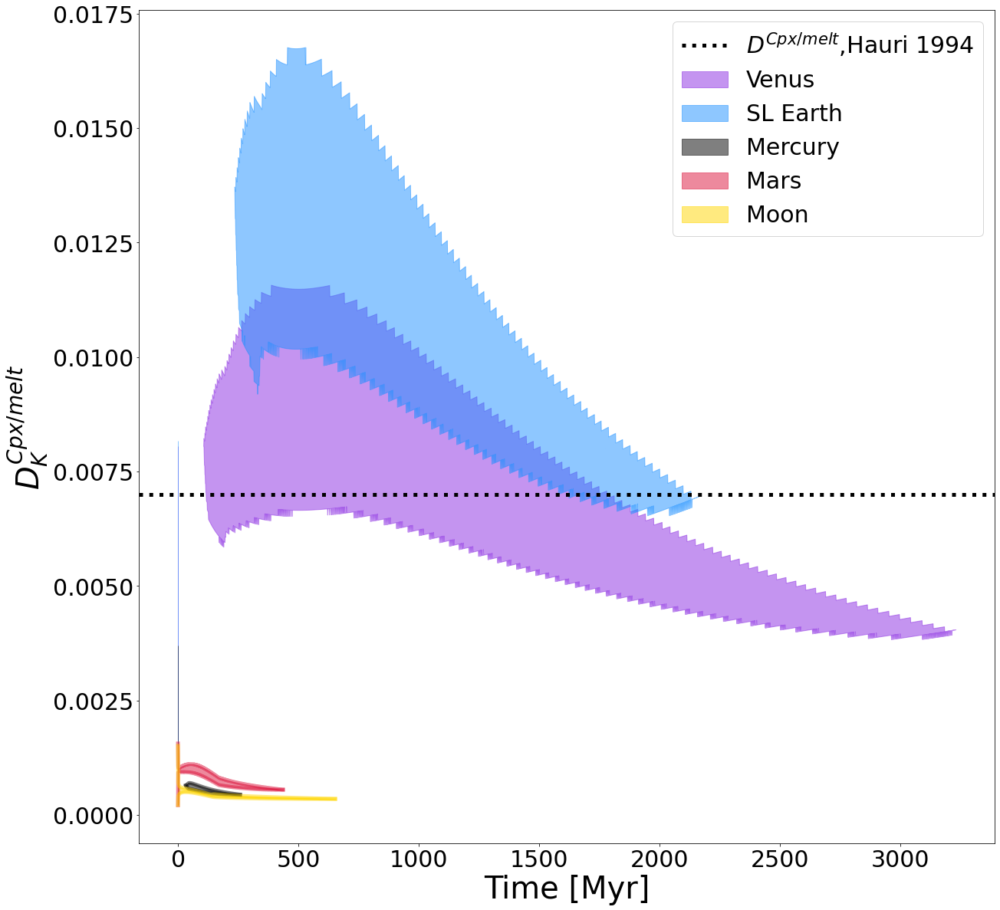 0.0175
0.0150
0.0125
0.0100
0.0075
0.0050
0.0025
0.0000
D_K^{Cpx/melt}
D^{Cpx/melt},Hauri 1994
Venus
SL Earth
Mercury
Mars
Moon
0 500 1000 1500 2000 2500 3000
Time [Myr]